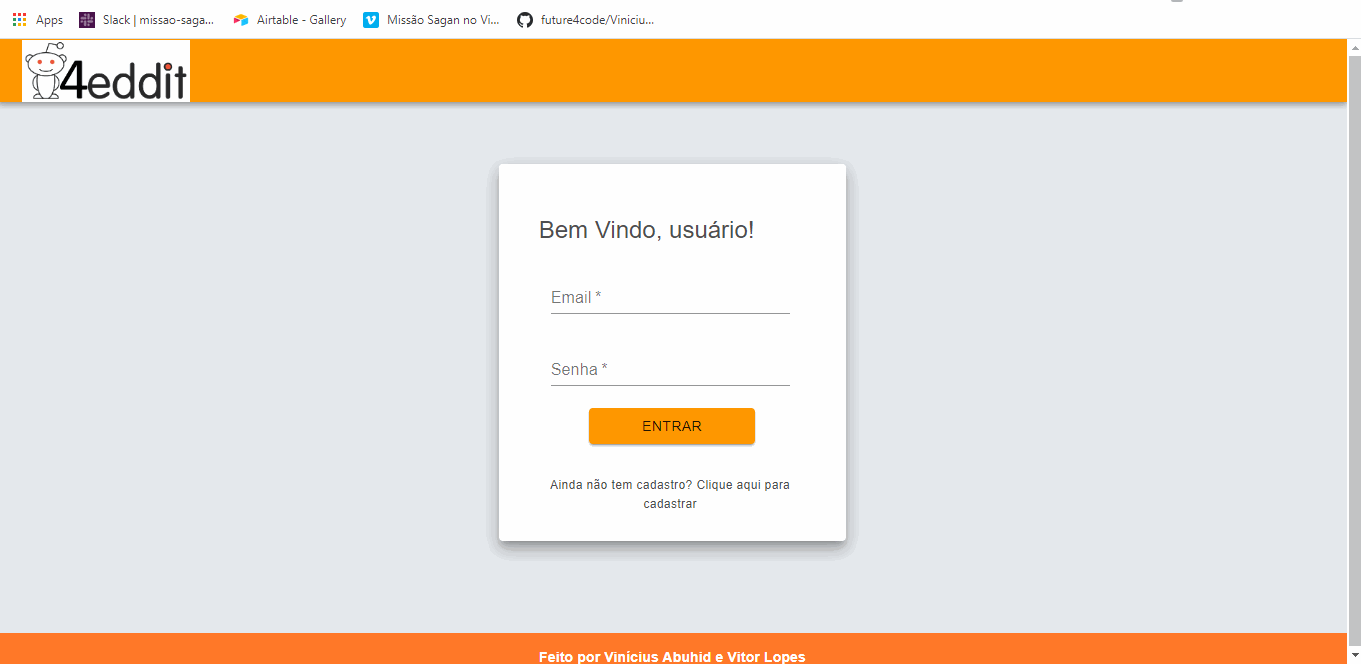 Apps Slack | missao-saga... Airtable - Gallery Missão Sagan no Vi... future4code/Viniciu...
4eddit
Bem Vindo, usuário!
Email *
Senha *
ENTRAR
Ainda não tem cadastro? Clique aqui para
cadastrar
Feito por Vinícius Abuhid e Vitor Lopes